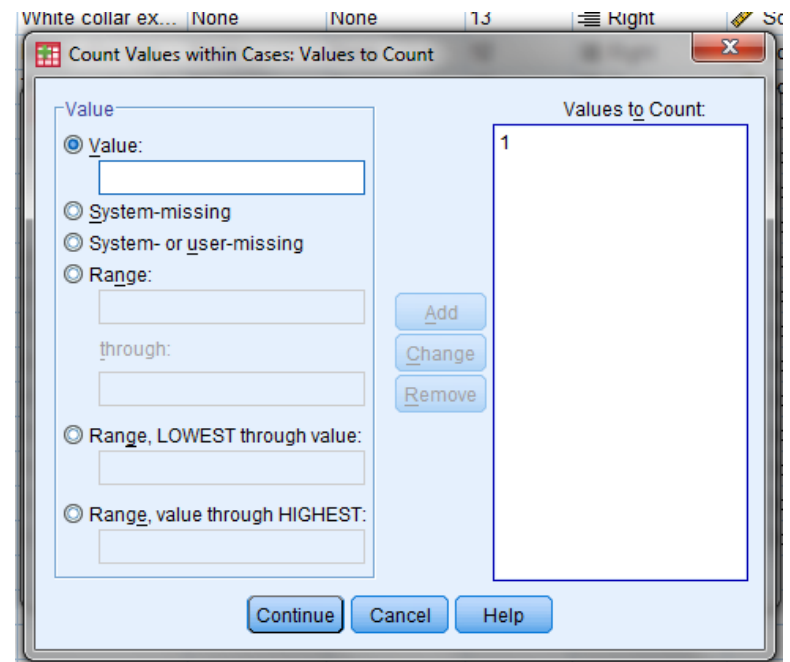 White collar ex... None None 13 Right
Count Values within Cases: Values to Count
Value
Value:
System-missing
System- or user-missing
Range:
through:
Range, LOWEST through value:
Range, value through HIGHEST:
Add
Change
Remove
Values to Count:
1
Continue Cancel Help